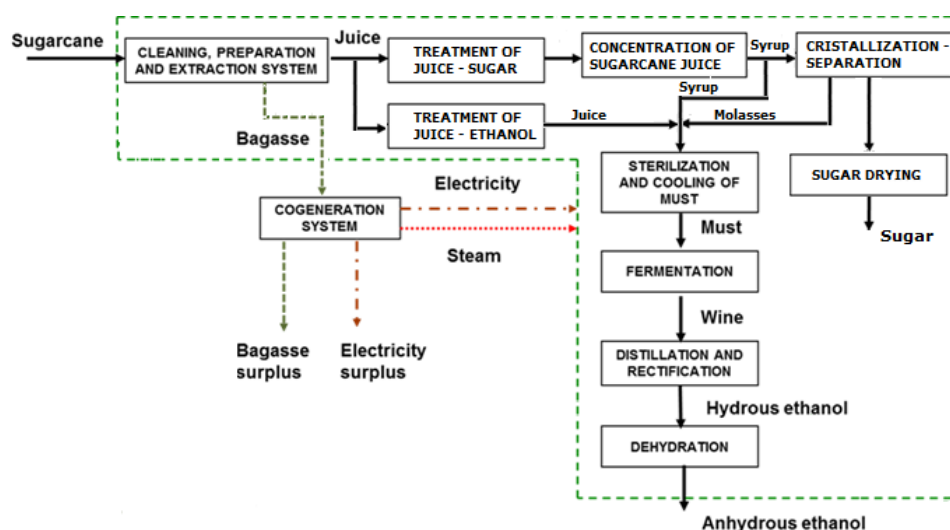 Sugarcane
CLEANING, PREPARATION
AND EXTRACTION SYSTEM
Juice
TREATMENT OF
JUICE - SUGAR
CONCENTRATION OF
SUGARCANE JUICE
Syrup
CRISTALLIZATION -
SEPARATION
Syrup
Bagasse
TREATMENT OF
JUICE - ETHANOL
Juice
Molasses
STERILIZATION
AND COOLING OF
MUST
SUGAR DRYING
Electricity
COGENERATION
SYSTEM
Steam
Must
Sugar
FERMENTATION
Wine
Bagasse
surplus
Electricity
surplus
DISTILLATION AND
RECTIFICATION
Hydrous ethanol
DEHYDRATION
Anhydrous ethanol